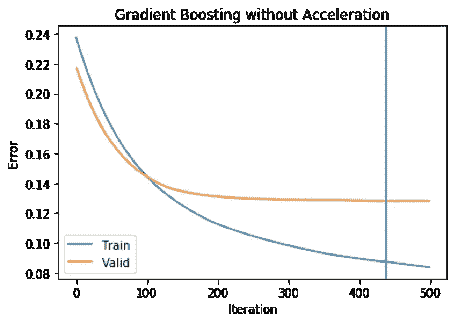 Gradient Boosting without Acceleration
0.24
0.22
0.20
0.18
0.16
0.14
0.12
0.10
0.08
Error
Train
Valid
0 100 200 300 400 500
Iteration